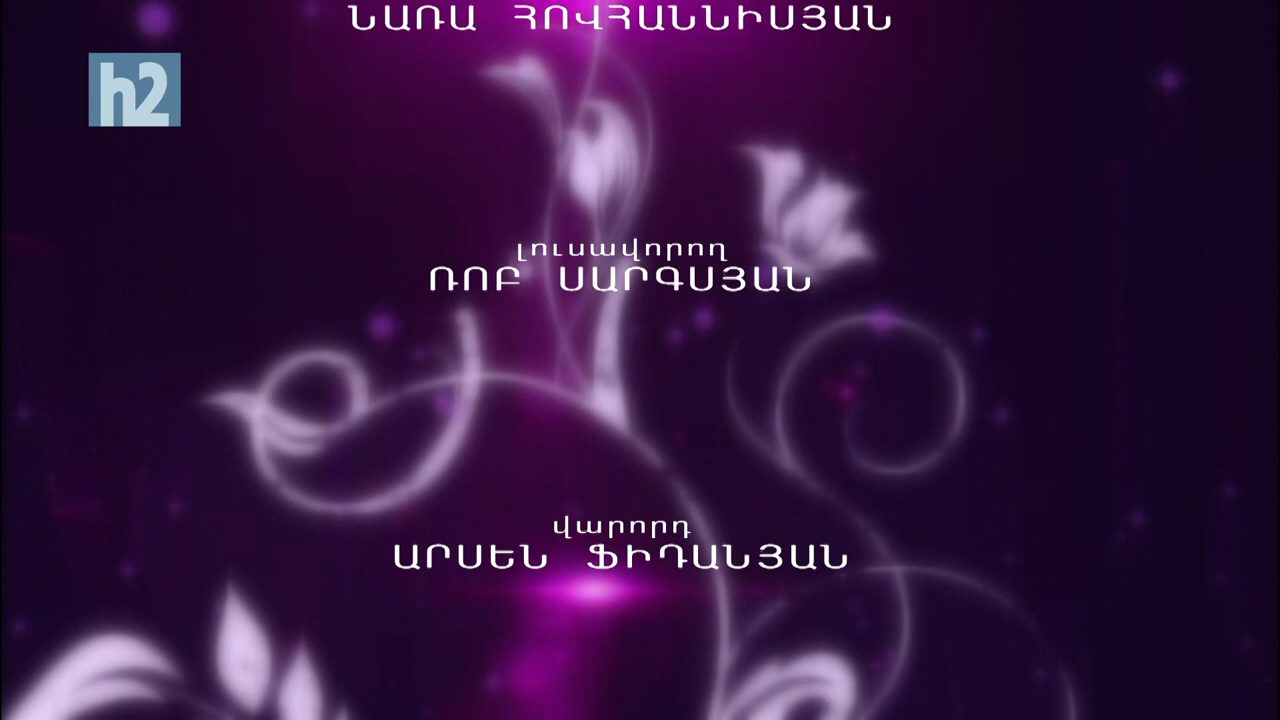 ՆԱՌԱ ՀՈՎՀԱՆՆԻՍՅԱՆ
h2
լուսավորող
ՌՈԲ ՍԱՐԳՍՅԱՆ
վարորդ
ԱՐՍԵՆ ՖԻԴԱՆՅԱՆ